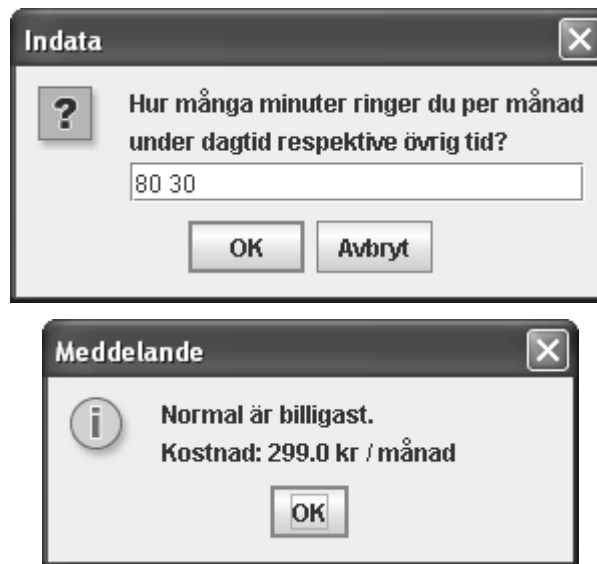 Indata
Hur många minuter ringer du per månad
under dagtid respektive övrig tid?
80 30
OK
Avbryt
Meddelande
Normal är billigast.
Kostnad: 299.0 kr / månad
OK